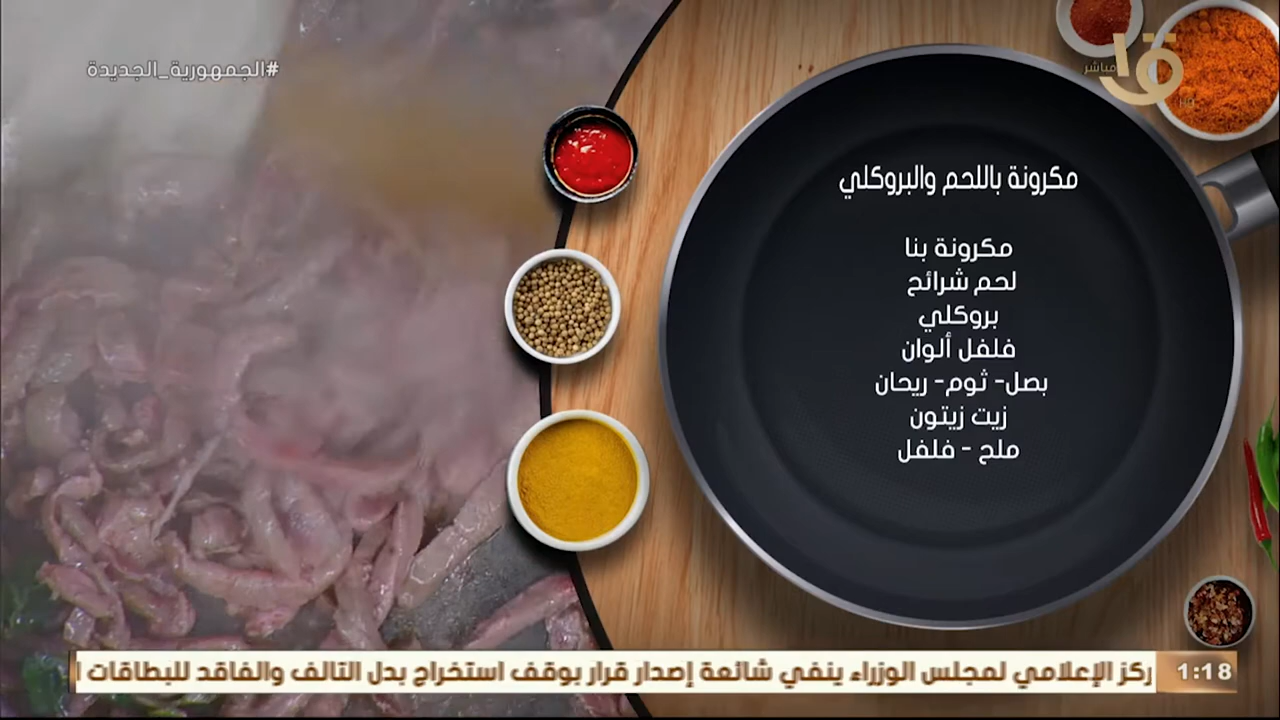 #الجمهورية_الجديدة
مباشر
مكرونة باللحم والبروكلي
مكرونة بنا
لحم شرائح
بروكلي
فلفل ألوان
بصل- ثوم- ريحان
زيت زيتون
ملح - فلفل
1:18
ركز الإعلامي لمجلس الوزراء ينفي شائعة إصدار قرار بوقف استخراج بدل التالف والفاقد للبطاقات ا